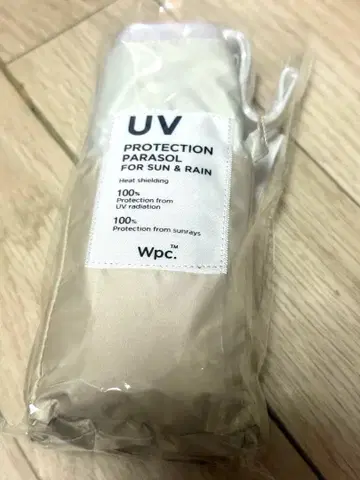 UV
PROTECTION
PARASOL
FOR SUN & RAIN
Heat shielding
100%
Protection from
UV radiation
100%
Protection from sunrays
Wpc.™